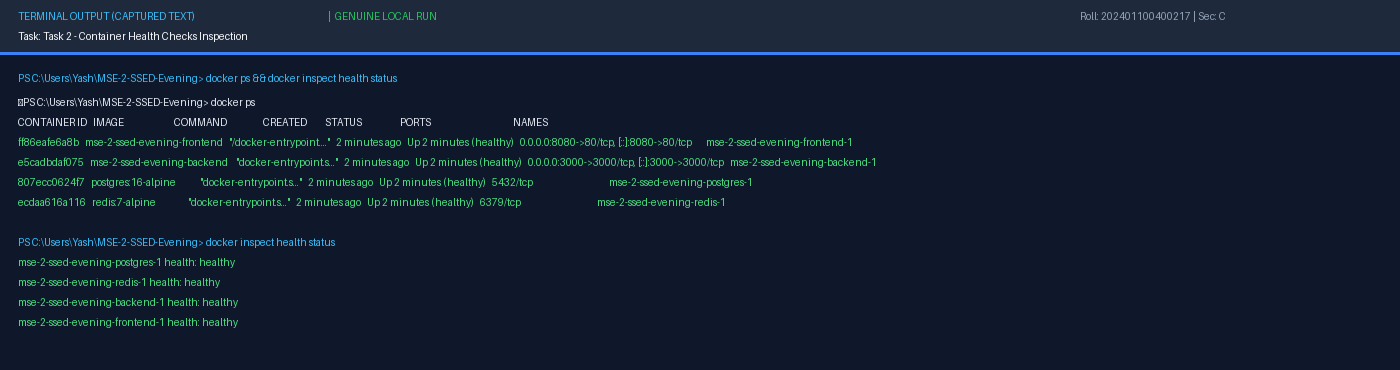 TERMINAL OUTPUT (CAPTURED TEXT) | GENUINE LOCAL RUN Roll: 202401100400217 | Sec: C
Task: Task 2 - Container Health Checks Inspection
PS C:\Users\Yash\MSE-2-SSED-Evening> docker ps && docker inspect health status
PS C:\Users\Yash\MSE-2-SSED-Evening> docker ps
CONTAINER ID IMAGE COMMAND CREATED STATUS PORTS NAMES
ff86eafe6a8b mse-2-ssed-evening-frontend "/docker-entrypoint.…" 2 minutes ago Up 2 minutes (healthy) 0.0.0.0:8080->80/tcp, [::]:8080->80/tcp mse-2-ssed-evening-frontend-1
e5cadbdaf075 mse-2-ssed-evening-backend "docker-entrypoint.s…" 2 minutes ago Up 2 minutes (healthy) 0.0.0.0:3000->3000/tcp, [::]:3000->3000/tcp mse-2-ssed-evening-backend-1
807ecc0624f7 postgres:16-alpine "docker-entrypoint.s…" 2 minutes ago Up 2 minutes (healthy) 5432/tcp mse-2-ssed-evening-postgres-1
ecdaa616a116 redis:7-alpine "docker-entrypoint.s…" 2 minutes ago Up 2 minutes (healthy) 6379/tcp mse-2-ssed-evening-redis-1
PS C:\Users\Yash\MSE-2-SSED-Evening> docker inspect health status
mse-2-ssed-evening-postgres-1 health: healthy
mse-2-ssed-evening-redis-1 health: healthy
mse-2-ssed-evening-backend-1 health: healthy
mse-2-ssed-evening-frontend-1 health: healthy